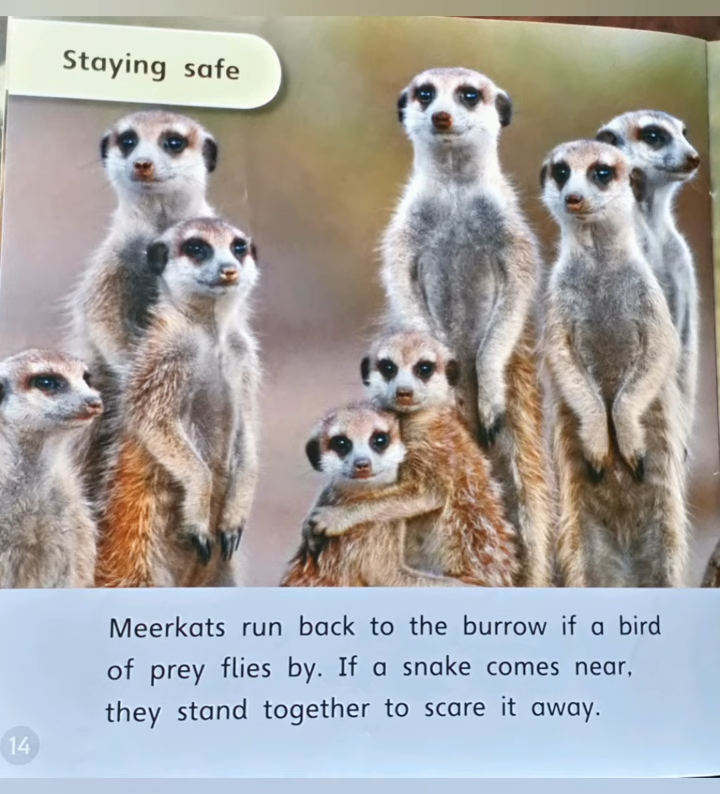 Staying safe
Meerkats run back to the burrow if a bird
of prey flies by. If a snake comes near,
they stand together to scare it away.
14